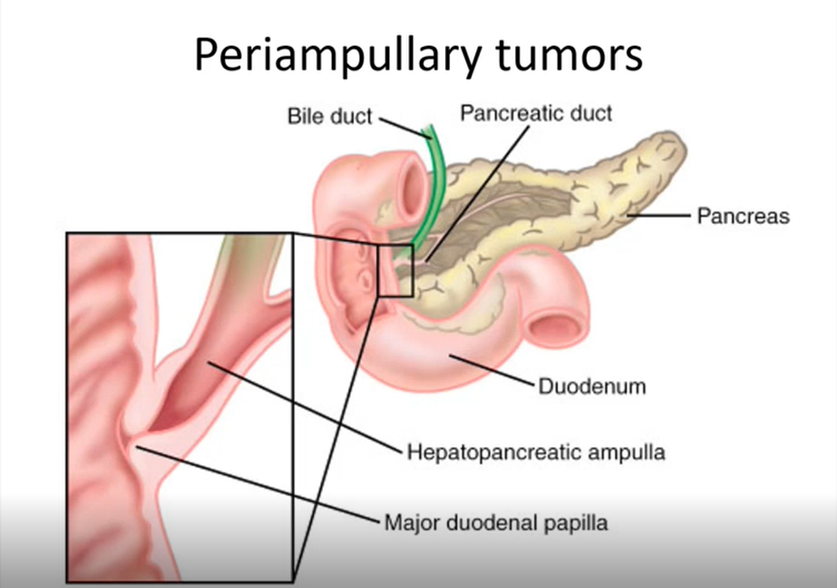 Periampullary tumors
Bile duct
Pancreatic duct
Pancreas
Duodenum
Hepatopancreatic ampulla
Major duodenal papilla